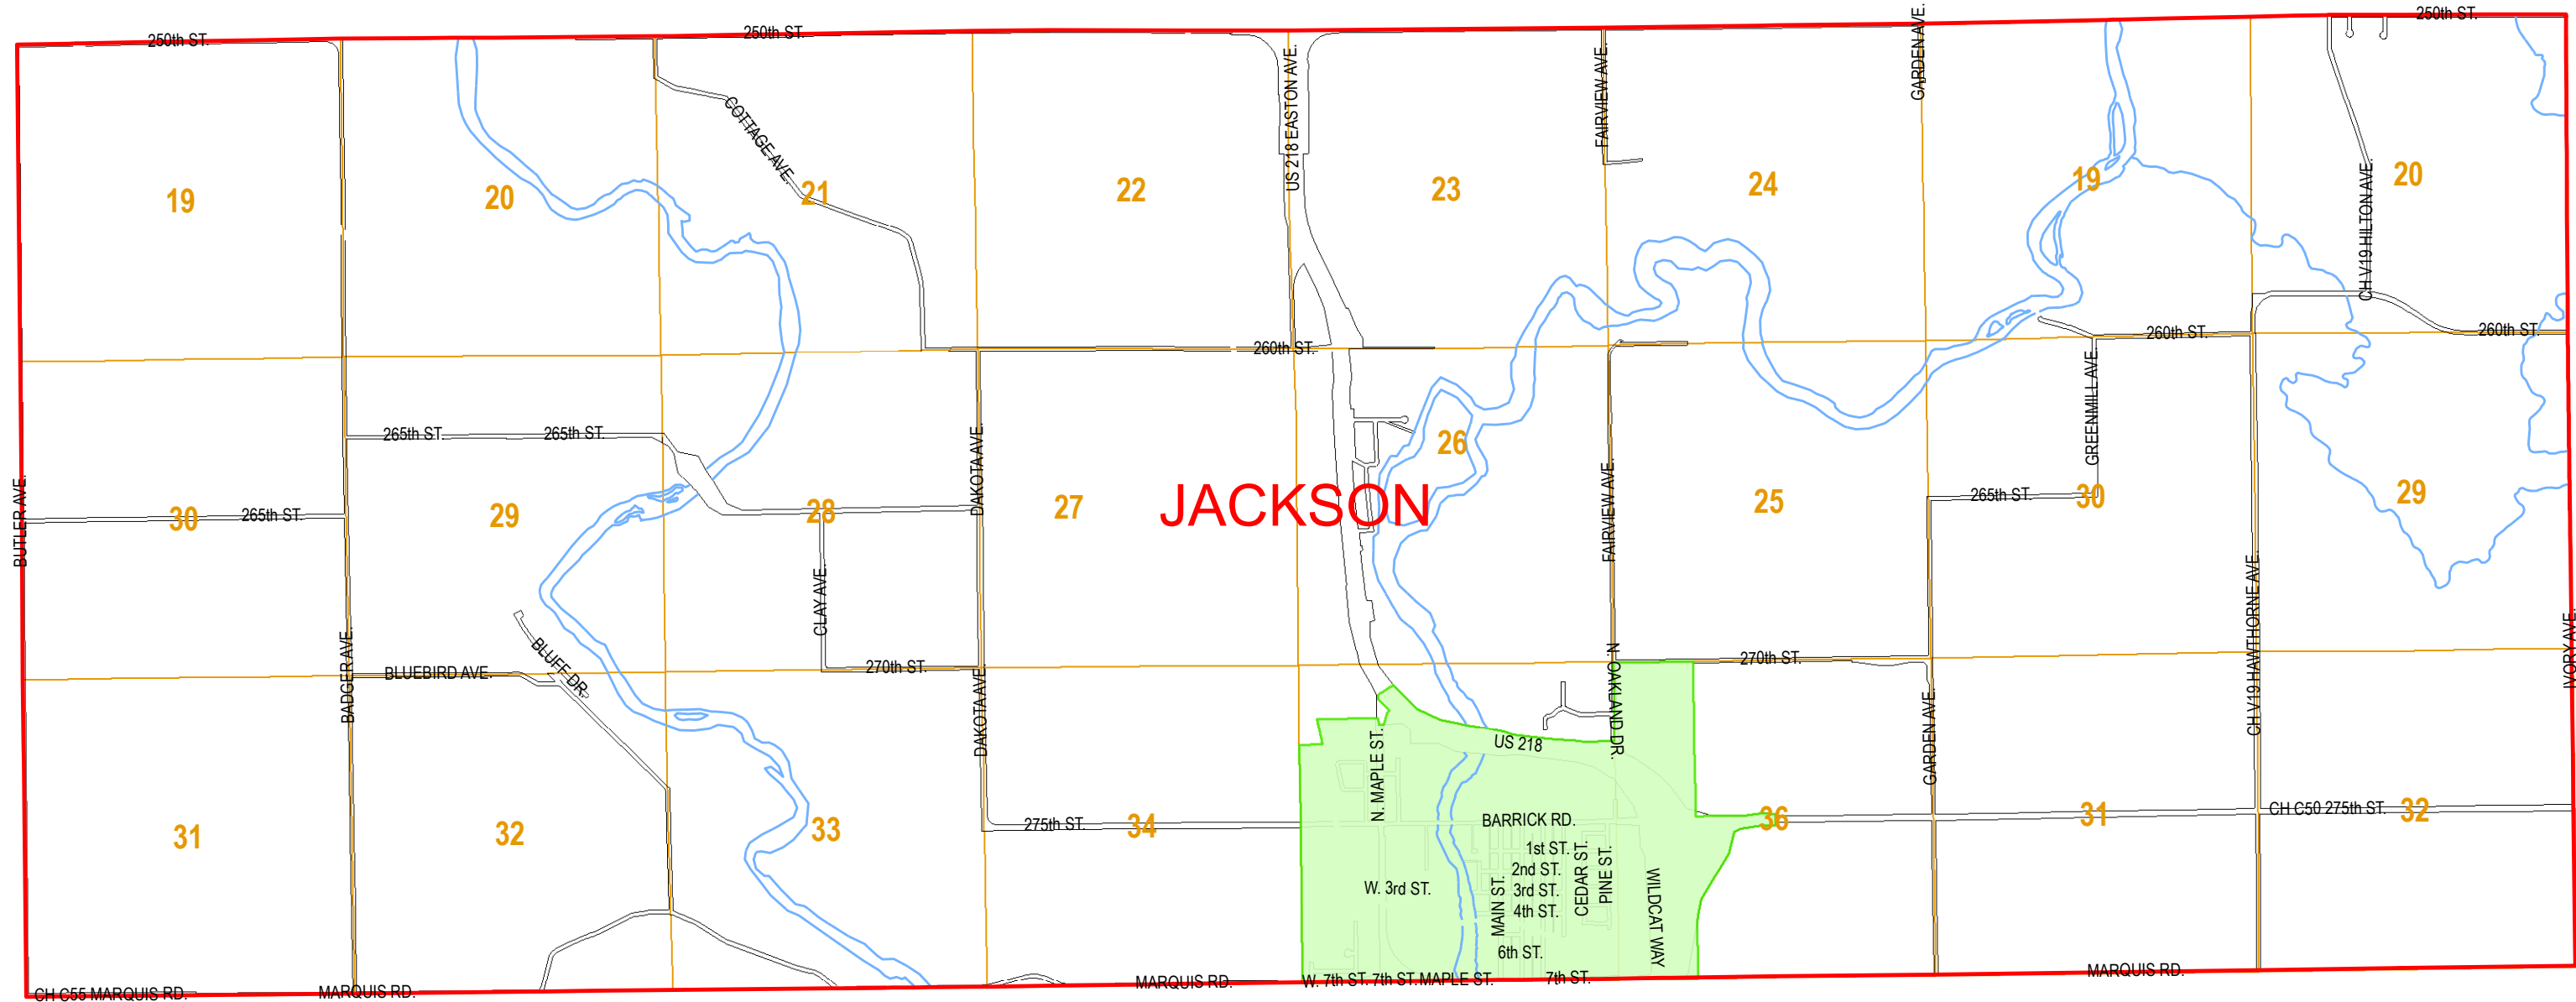 250th ST.
250th ST.
250th ST.
GARDEN AVE.
US 218 EASTON AVE.
FAIRVIEW AVE.
COTTAGE AVE.
CH V19 HILTON AVE.
19
20
21
22
23
24
19
20
260th ST.
260th ST.
260th ST.
GREENMILL AVE.
265th ST.
265th ST.
DAKOTA AVE.
26
FAIRVIEW AVE.
BUTLER AVE.
30
265th ST.
29
28
27
JACKSON
25
265th ST.
30
29
CLAY AVE.
CH V19 HAWTHORNE AVE.
IVORY AVE.
BADGER AVE.
BLUEBIRD AVE.
BLUFF DR.
270th ST.
DAKOTA AVE.
N. OAKLAND DR.
270th ST.
GARDEN AVE.
US 218
N. MAPLE ST.
31
32
33
275th ST.
34
BARRICK RD.
36
31
CH C50 275th ST.
32
1st ST.
2nd ST.
3rd ST.
4th ST.
W. 3rd ST.
MAIN ST.
CEDAR ST.
PINE ST.
WILDCAT WAY
6th ST.
CH C55 MARQUIS RD.
MARQUIS RD.
MARQUIS RD.
W. 7th ST.
7th ST.
MAPLE ST.
7th ST.
MARQUIS RD.